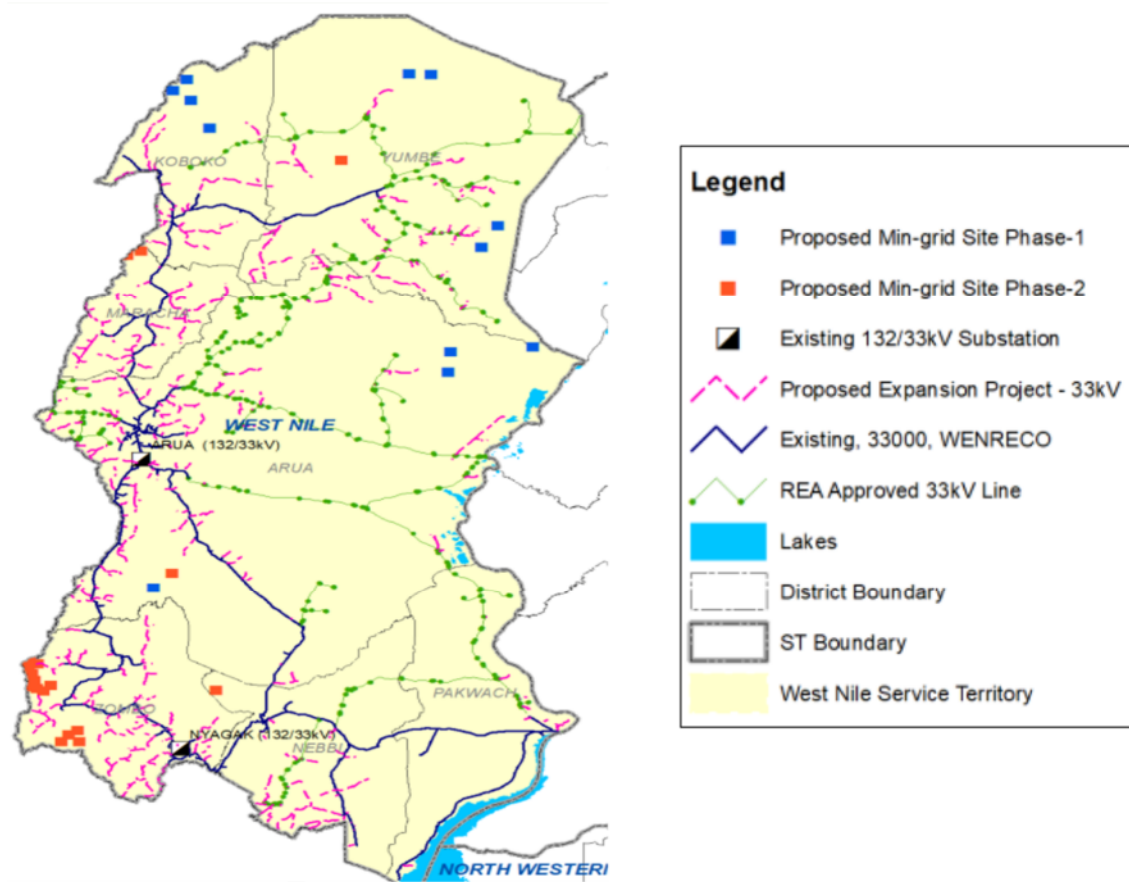 KOBOKO
YUMBE
MARACHA
WEST NILE
ARUA (132/33kV)
ARUA
PAKWACH
ZOMBO
NYAGAK (132/33kV)
NEBBI
NORTH WESTERN
Legend
Proposed Min-grid Site Phase-1
Proposed Min-grid Site Phase-2
Existing 132/33kV Substation
Proposed Expansion Project - 33kV
Existing, 33000, WENRECO
REA Approved 33kV Line
Lakes
District Boundary
ST Boundary
West Nile Service Territory